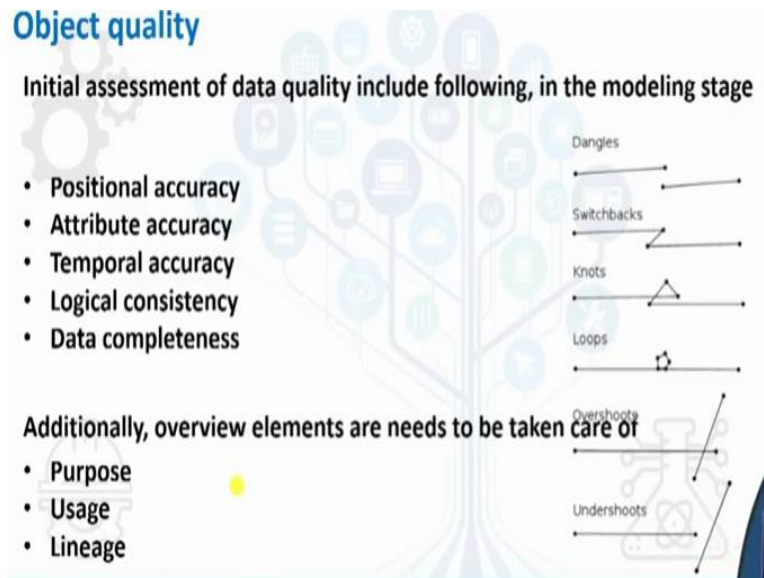 Object quality
Initial assessment of data quality include following, in the modeling stage
Dangles
• Positional accuracy
• Attribute accuracy
Switchbacks
• Temporal accuracy
Knots
• Logical consistency
• Data completeness
Loops
Overshoots
Additionally, overview elements are needs to be taken care of
• Purpose
• Usage
Undershoots
• Lineage